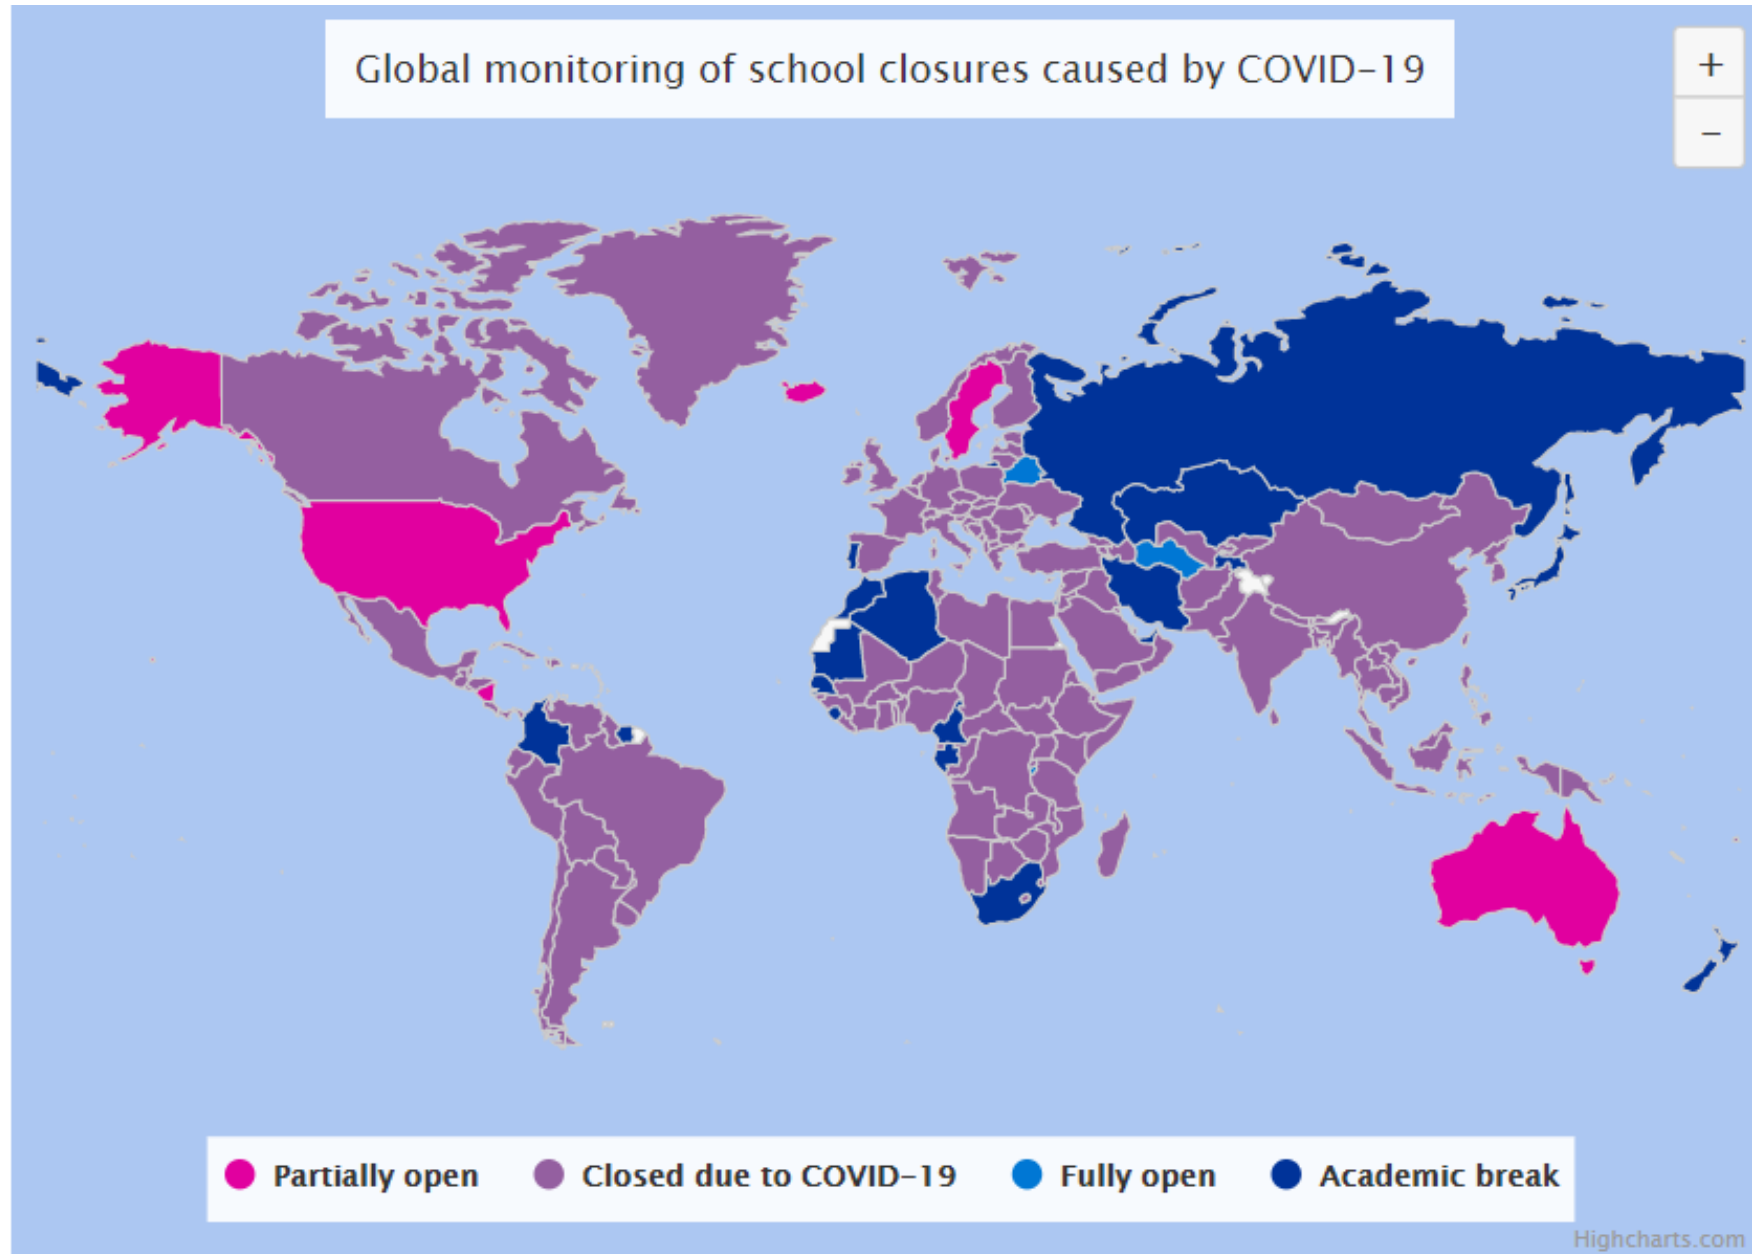 Global monitoring of school closures caused by COVID-19
+
−
Partially open
Closed due to COVID-19
Fully open
Academic break
Highcharts.com